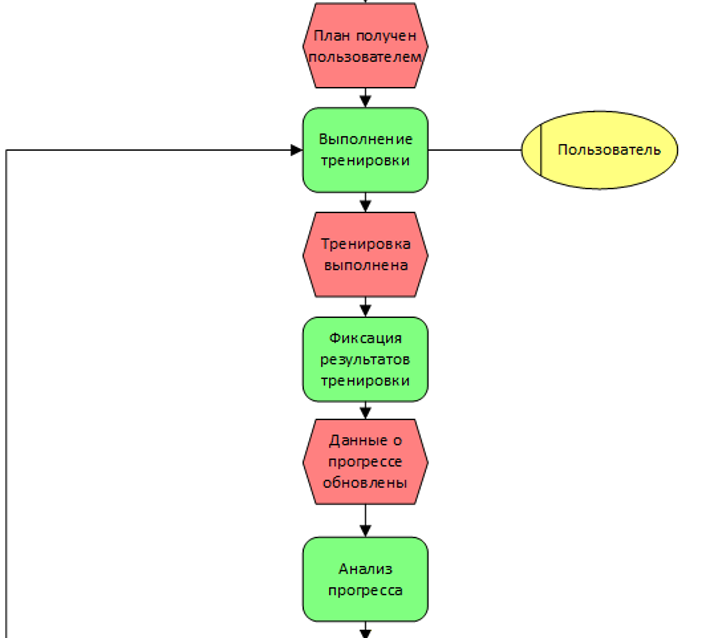 План получен
пользователем
Выполнение
тренировки
Пользователь
Тренировка
выполнена
Фиксация
результатов
тренировки
Данные о
прогрессе
обновлены
Анализ
прогресса